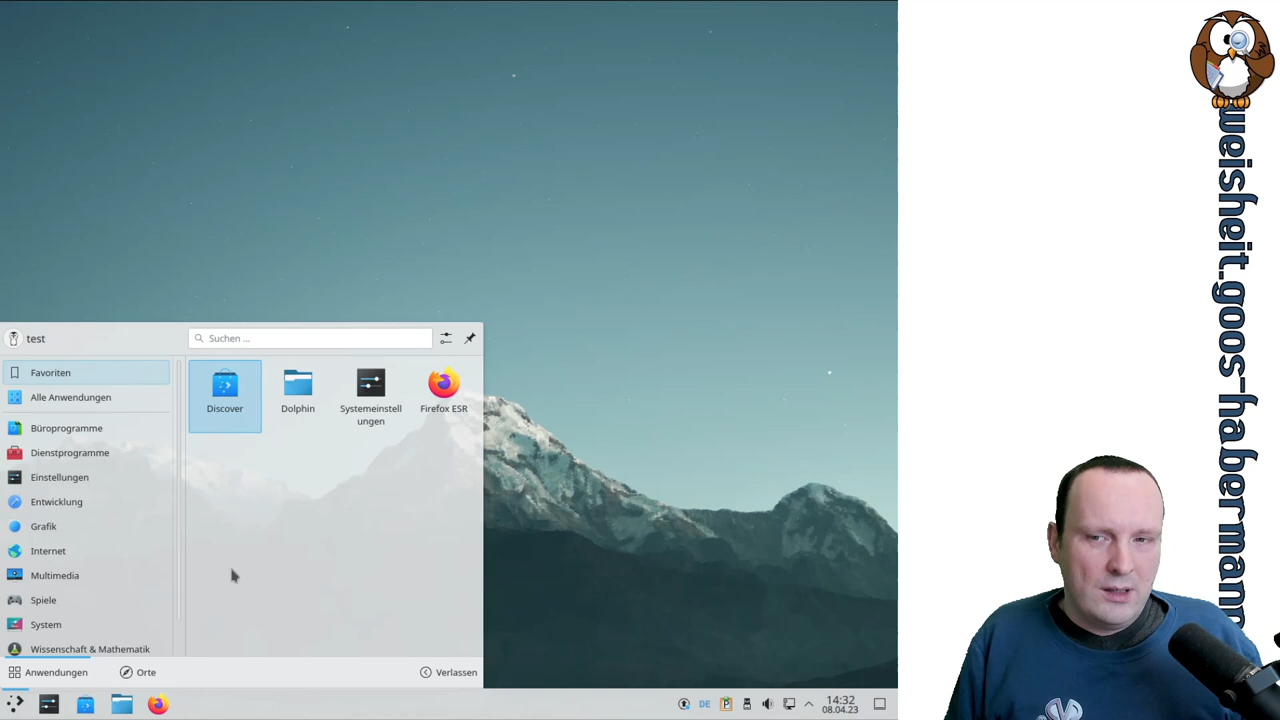 test
Suchen ...
Favoriten
Alle Anwendungen
Büroprogramme
Dienstprogramme
Einstellungen
Entwicklung
Grafik
Internet
Multimedia
Spiele
System
Wissenschaft & Mathematik
Discover
Dolphin
Systemeinstell
ungen
Firefox ESR
Anwendungen
Orte
Verlassen
DE
P
14:32
08.04.23
weisheit.goos-habermann